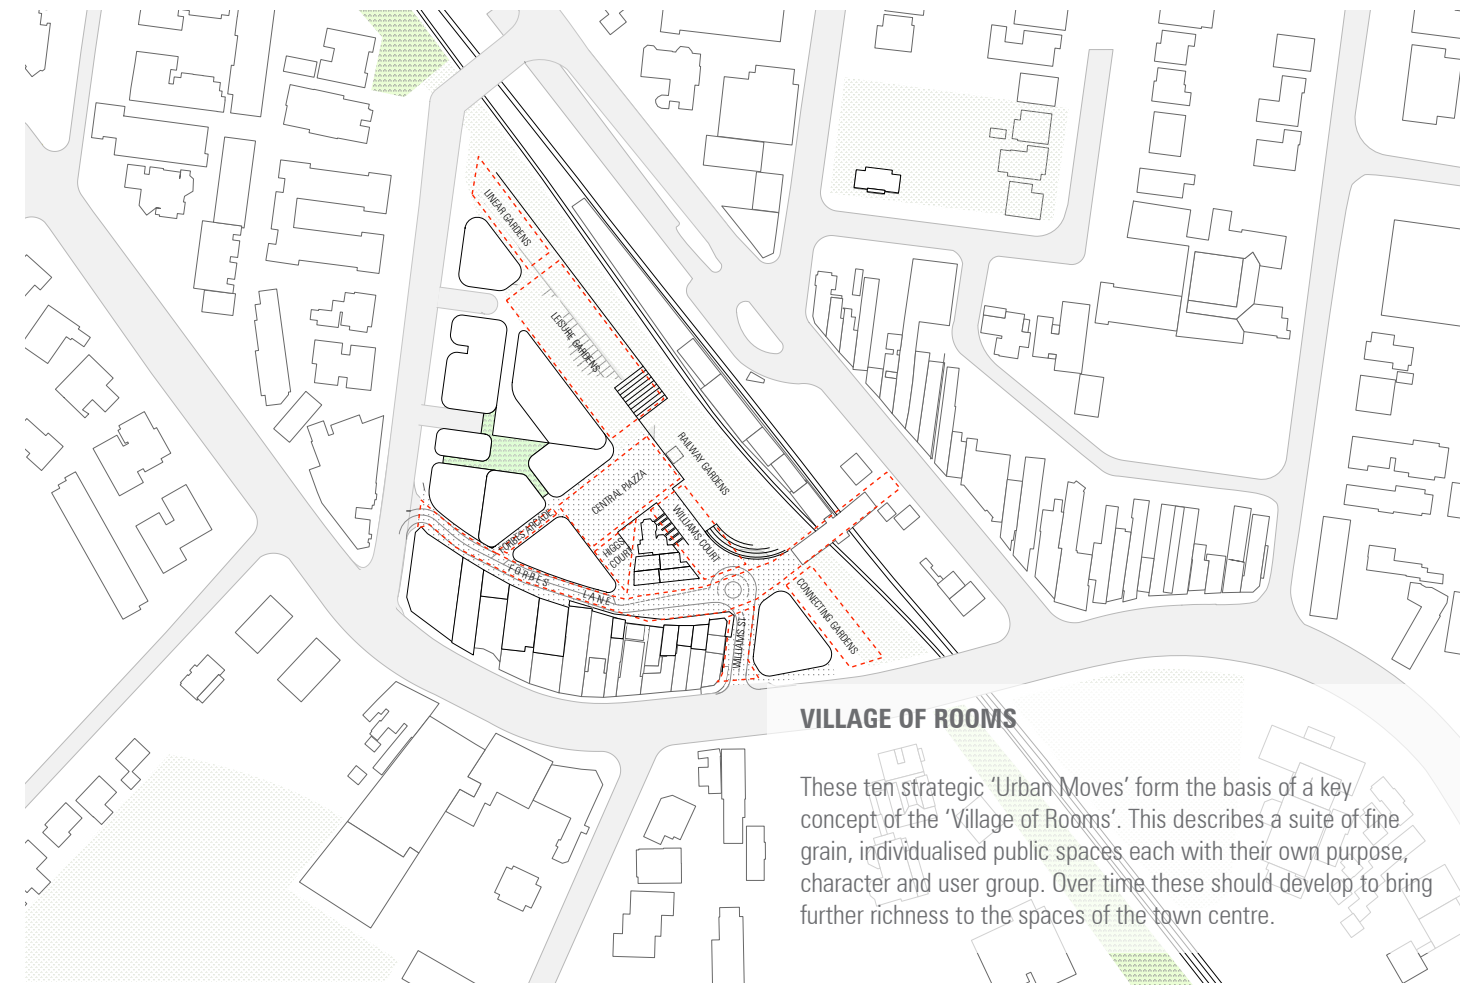 LINEAR GARDENS
LEISURE GARDENS
RAILWAY GARDENS
CENTRAL PIAZZA
WILLIAMS COURT
FORBES ARCADE
HIGGS
COURT
FORBES LANE
CONNECTING GARDENS
WILLIAMS ST
VILLAGE OF ROOMS
These ten strategic ‘Urban Moves’ form the basis of a key
concept of the ‘Village of Rooms’. This describes a suite of fine
grain, individualised public spaces each with their own purpose,
character and user group. Over time these should develop to bring
further richness to the spaces of the town centre.